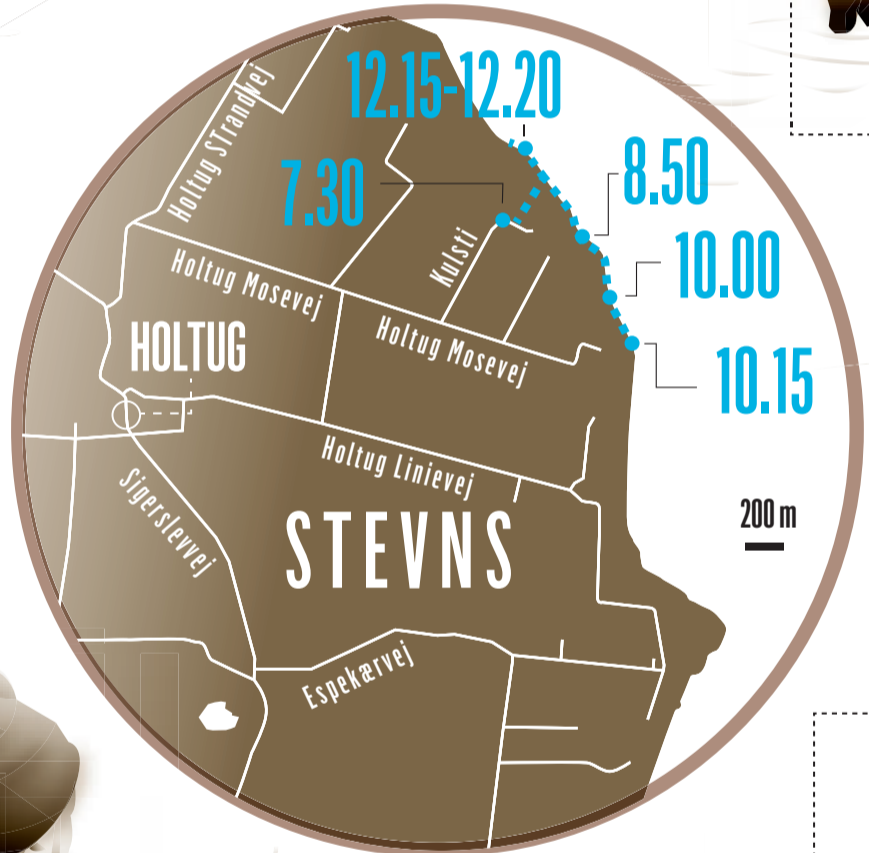 12.15-12.20
Holtug STrandvej
7.30
8.50
Kulsti
10.00
Holtug Mosevej
HOLTUG
Holtug Mosevej
10.15
Holtug Linievej
Sigerslevvej
STEVNS
200 m
Espekærvej